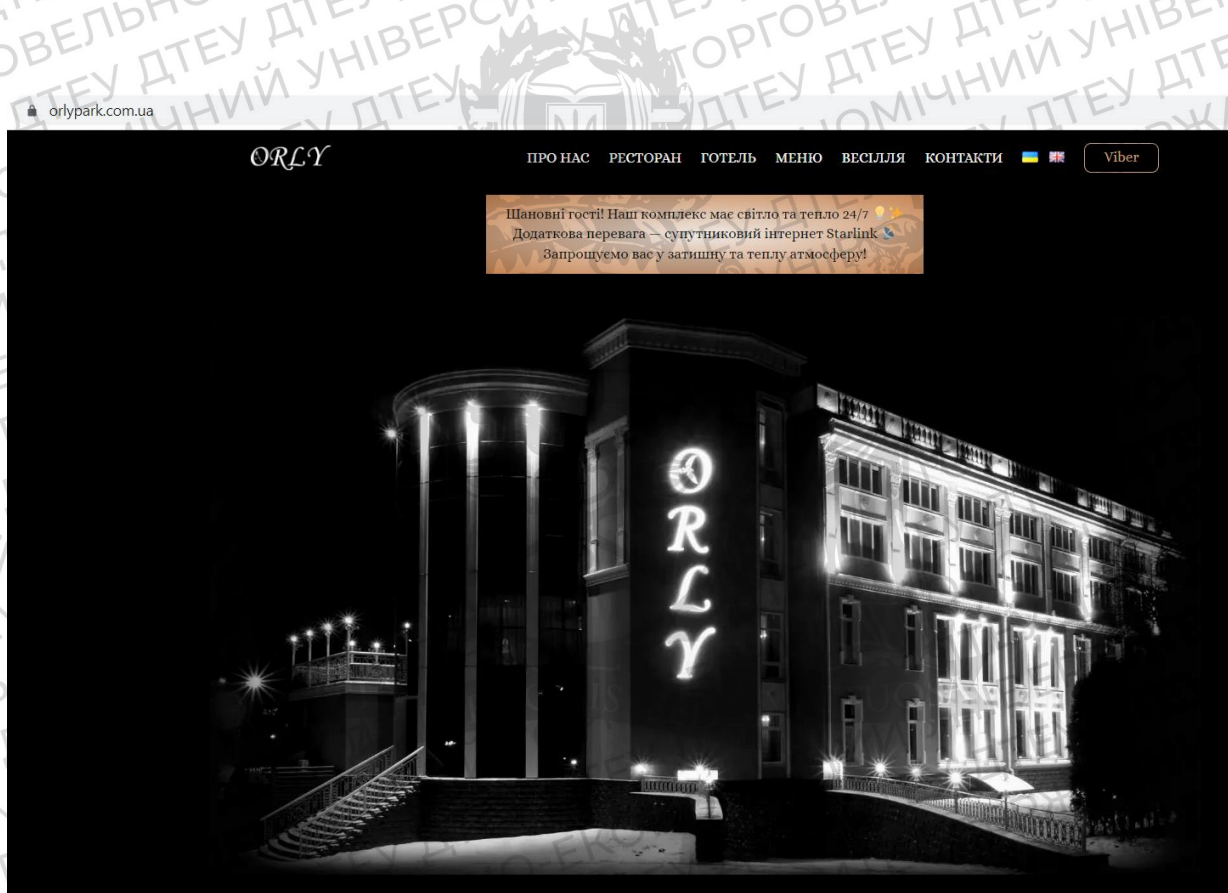 orlypark.com.ua
ORLY
ПРО НАС РЕСТОРАН ГОТЕЛЬ МЕНЮ ВЕСІЛЛЯ КОНТАКТИ Viber
Шановні гості! Наш комплекс має світло та тепло 24/7 💡✨
Додаткова перевага — супутниковий інтернет Starlink 📡
Запрошуємо вас у затишну та теплу атмосферу!
ORLY